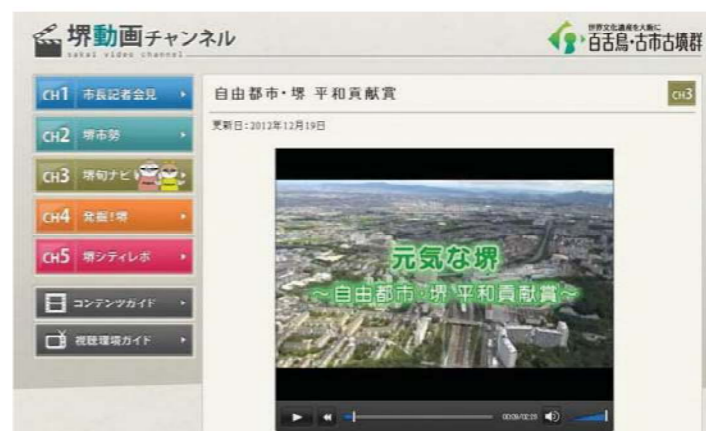 堺動画チャンネル
sakai video channel
世界文化遺産を大阪に
百舌鳥・古市古墳群
CH1 市長記者会見
CH2 堺市勢
CH3 堺旬ナビ
CH4 発掘!堺
CH5 堺シティレポ
コンテンツガイド
視聴環境ガイド
自由都市・堺 平和貢献賞
CH3
更新日:2012年12月19日
元気な堺
～自由都市・堺 平和貢献賞～